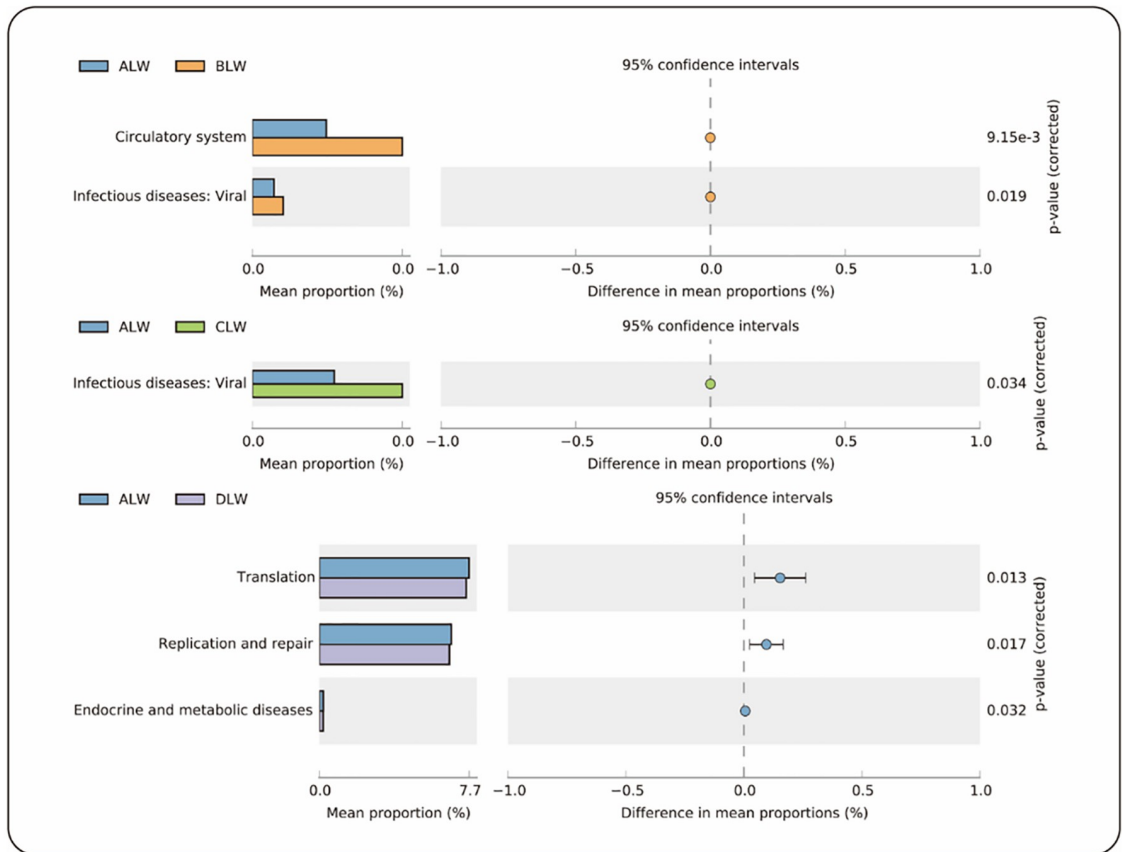 ALW BLW
95% confidence intervals
Circulatory system
9.15e-3
Infectious diseases: Viral
0.019
p-value (corrected)
0.0 0.0 −1.0 −0.5 0.0 0.5 1.0
Mean proportion (%) Difference in mean proportions (%)
ALW CLW
95% confidence intervals
Infectious diseases: Viral
0.034
p-value (corrected)
0.0 0.0 −1.0 −0.5 0.0 0.5 1.0
Mean proportion (%) Difference in mean proportions (%)
ALW DLW
95% confidence intervals
Translation
0.013
Replication and repair
0.017
Endocrine and metabolic diseases
0.032
p-value (corrected)
0.0 7.7 −1.0 −0.5 0.0 0.5 1.0
Mean proportion (%) Difference in mean proportions (%)